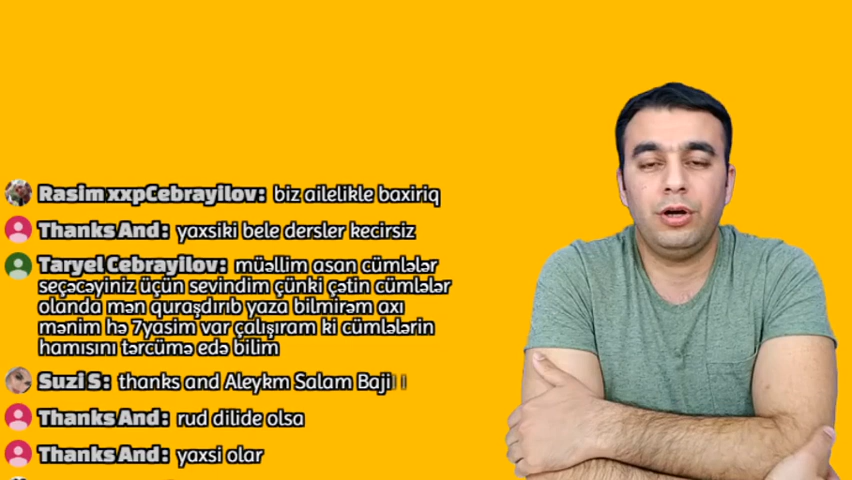 Rasim xxpCebrayilov: biz ailelikle baxiriq
Thanks And: yaxsiki bele dersler kecirsiz
Taryel Cebrayilov: müəllim asan cümlələr
seçəcəyiniz üçün sevindim çünki çətin cümlələr
olanda mən quraşdırıb yaza bilmirəm axı
mənim hə 7yasim var çalışıram ki cümlələrin
hamısını tərcümə edə bilim
Suzi S: thanks and Aleykm Salam Baji
Thanks And: rud dilide olsa
Thanks And: yaxsi olar